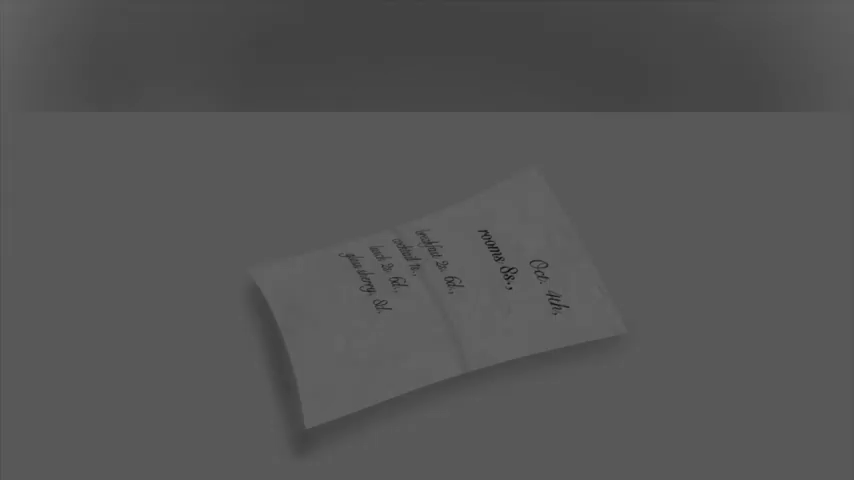 Oct. 4th,
rooms 8s.,
breakfast 2s. 6d.,
cocktail 1s.,
lunch 2s. 6d.,
glass sherry, 8d.